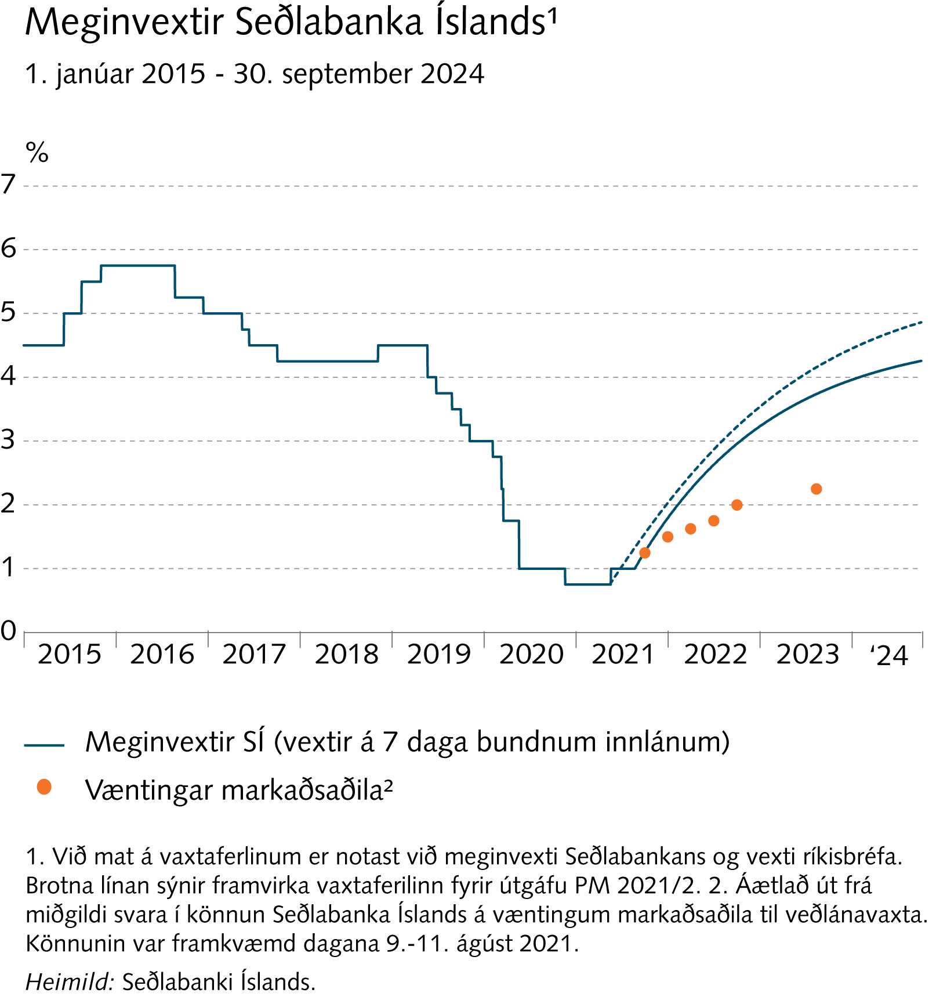 Meginvextir Seðlabanka Íslands¹
1. janúar 2015 - 30. september 2024
%
7
6
5
4
3
2
1
0
2015 2016 2017 2018 2019 2020 2021 2022 2023 ‘24
Meginvextir SÍ (vextir á 7 daga bundnum innlánum)
Væntingar markaðsaðila²
1. Við mat á vaxtaferlinum er notast við meginvexti Seðlabankans og vexti ríkisbréfa.
Brotna línan sýnir framvirka vaxtaferilinn fyrir útgáfu PM 2021/2. 2. Áætlað út frá
miðgildi svara í könnun Seðlabanka Íslands á væntingum markaðsaðila til veðlánavaxta.
Könnunin var framkvæmd dagana 9.-11. ágúst 2021.
Heimild: Seðlabanki Íslands.